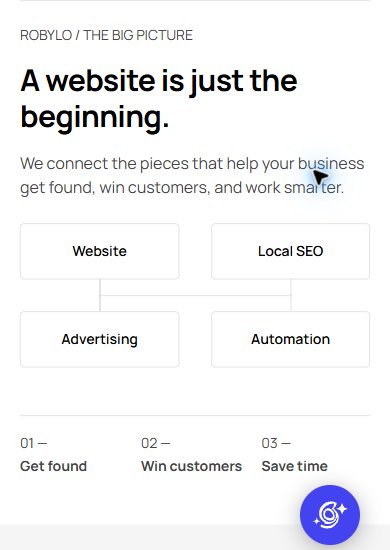 ROBYLO / THE BIG PICTURE
A website is just the
beginning.
We connect the pieces that help your business
get found, win customers, and work smarter.
Website
Local SEO
Advertising
Automation
01 —
02 —
03 —
Get found
Win customers
Save time